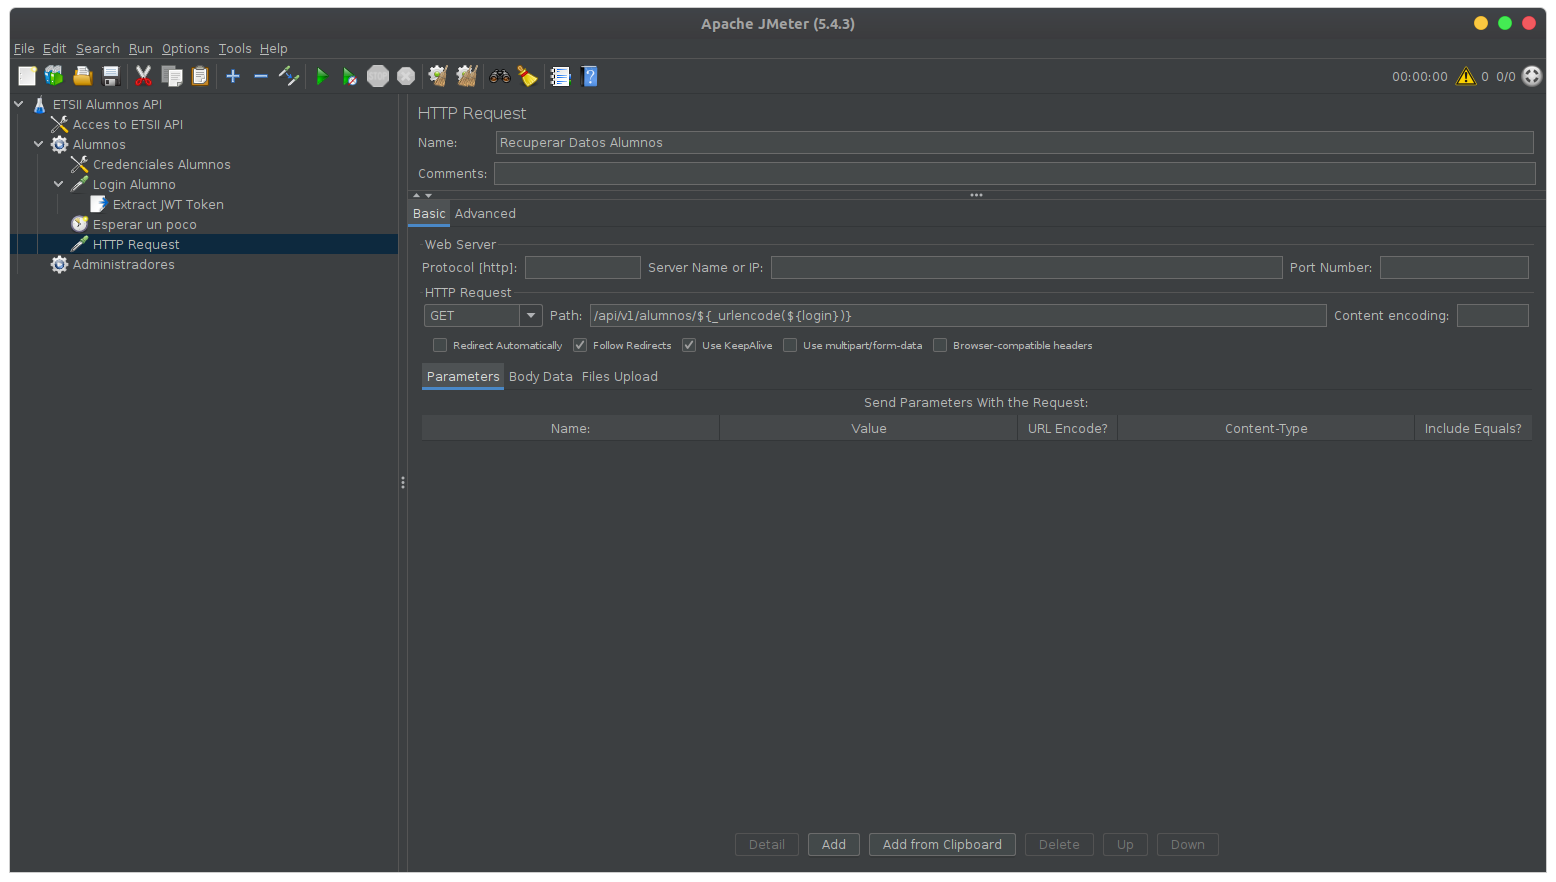 Apache JMeter (5.4.3)
File Edit Search Run Options Tools Help
00:00:00 0 0/0
ETSII Alumnos API
Acces to ETSII API
Alumnos
Credenciales Alumnos
Login Alumno
Extract JWT Token
Esperar un poco
HTTP Request
Administradores
HTTP Request
Name: Recuperar Datos Alumnos
Comments:
Basic Advanced
Web Server
Protocol [http]: Server Name or IP: Port Number:
HTTP Request
GET Path: /api/v1/alumnos/${_urlencode(${login})} Content encoding:
Redirect Automatically Follow Redirects Use KeepAlive Use multipart/form-data Browser-compatible headers
Parameters Body Data Files Upload
Send Parameters With the Request:
Name: Value URL Encode? Content-Type Include Equals?
Detail Add Add from Clipboard Delete Up Down